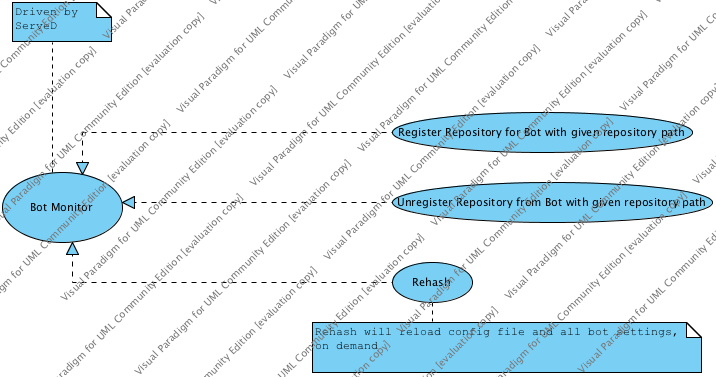 Driven by
ServeD
Register Repository for Bot with given repository path
Bot Monitor
Unregister Repository from Bot with given repository path
Rehash
Rehash will reload config file and all bot settings,
on demand
Visual Paradigm for UML Community Edition [evaluation copy]